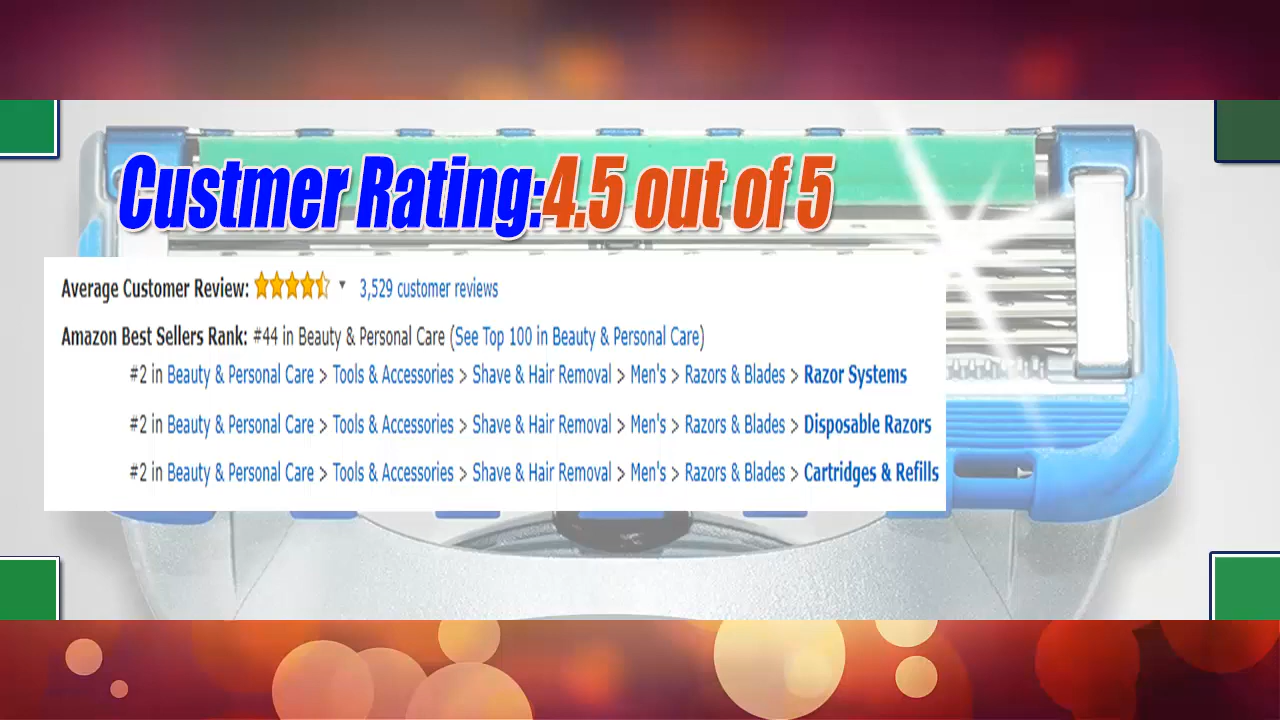 Custmer Rating:4.5 out of 5
Average Customer Review: 3,529 customer reviews
Amazon Best Sellers Rank: #44 in Beauty & Personal Care (See Top 100 in Beauty & Personal Care)
#2 in Beauty & Personal Care > Tools & Accessories > Shave & Hair Removal > Men's > Razors & Blades > Razor Systems
#2 in Beauty & Personal Care > Tools & Accessories > Shave & Hair Removal > Men's > Razors & Blades > Disposable Razors
#2 in Beauty & Personal Care > Tools & Accessories > Shave & Hair Removal > Men's > Razors & Blades > Cartridges & Refills